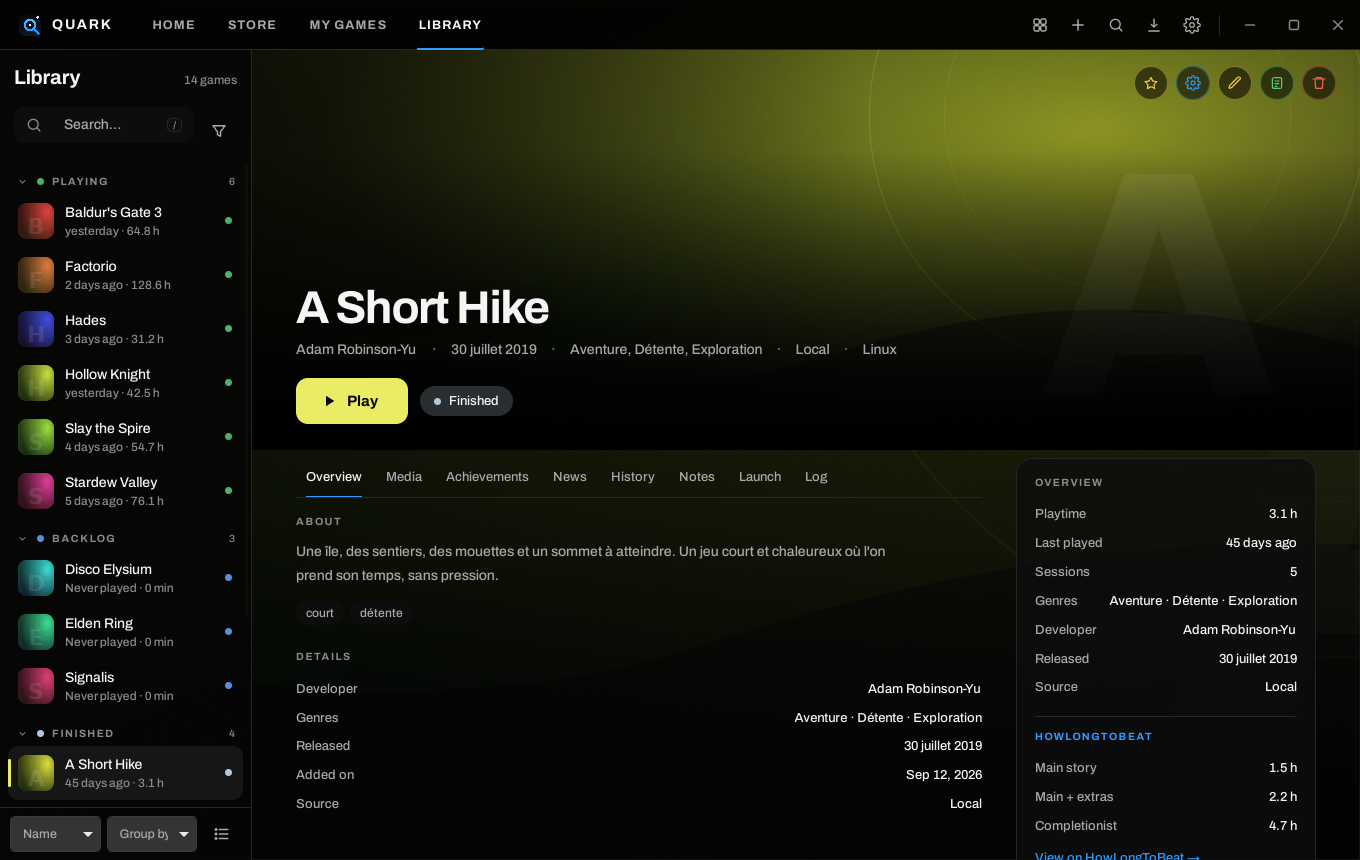 QUARK
HOME
STORE
MY GAMES
LIBRARY
Library
14 games
Search...
/
PLAYING
6
B
Baldur's Gate 3
yesterday · 64.8 h
F
Factorio
2 days ago · 128.6 h
H
Hades
3 days ago · 31.2 h
H
Hollow Knight
yesterday · 42.5 h
S
Slay the Spire
4 days ago · 54.7 h
S
Stardew Valley
5 days ago · 76.1 h
BACKLOG
3
D
Disco Elysium
Never played · 0 min
E
Elden Ring
Never played · 0 min
S
Signalis
Never played · 0 min
FINISHED
4
A
A Short Hike
45 days ago · 3.1 h
Name
Group by
A
A Short Hike
Adam Robinson-Yu · 30 juillet 2019 · Aventure, Détente, Exploration · Local · Linux
Play
Finished
Overview
Media
Achievements
News
History
Notes
Launch
Log
ABOUT
Une île, des sentiers, des mouettes et un sommet à atteindre. Un jeu court et chaleureux où l'on
prend son temps, sans pression.
court
détente
DETAILS
Developer
Adam Robinson-Yu
Genres
Aventure · Détente · Exploration
Released
30 juillet 2019
Added on
Sep 12, 2026
Source
Local
OVERVIEW
Playtime
3.1 h
Last played
45 days ago
Sessions
5
Genres
Aventure · Détente · Exploration
Developer
Adam Robinson-Yu
Released
30 juillet 2019
Source
Local
HOWLONGTOBEAT
Main story
1.5 h
Main + extras
2.2 h
Completionist
4.7 h
View on HowLongToBeat →